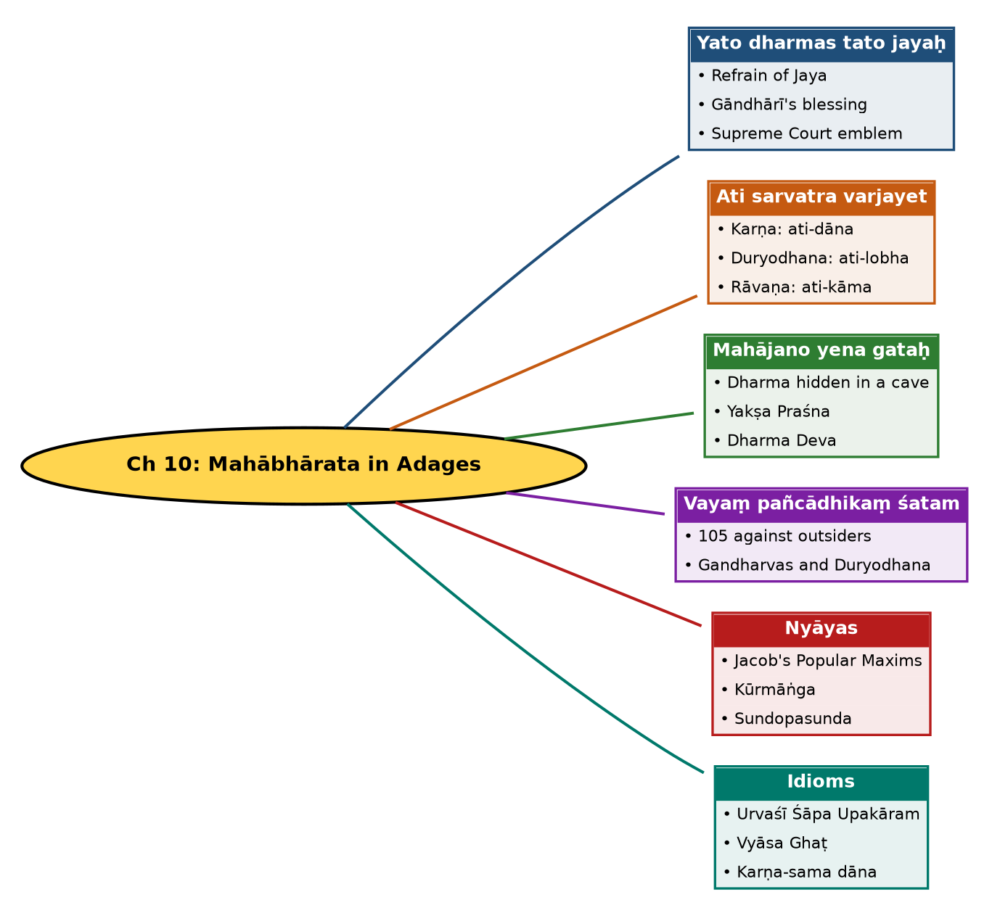 Yato dharmas tato jayaḥ
• Refrain of Jaya
• Gāndhārī's blessing
• Supreme Court emblem
Ati sarvatra varjayet
• Karṇa: ati-dāna
• Duryodhana: ati-lobha
• Rāvaṇa: ati-kāma
Mahājano yena gataḥ
• Dharma hidden in a cave
• Yakṣa Praśna
• Dharma Deva
Ch 10: Mahābhārata in Adages
Vayaṃ pañcādhikaṃ śatam
• 105 against outsiders
• Gandharvas and Duryodhana
Nyāyas
• Jacob's Popular Maxims
• Kūrmāṅga
• Sundopasunda
Idioms
• Urvaśī Śāpa Upakāram
• Vyāsa Ghaṭ
• Karṇa-sama dāna